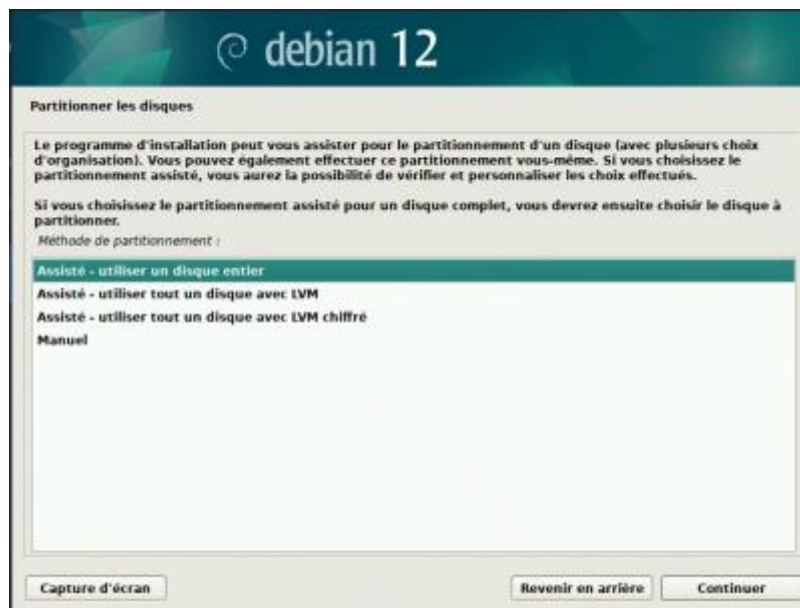 debian 12
Partitionner les disques
Le programme d'installation peut vous assister pour le partitionnement d'un disque (avec plusieurs choix
d'organisation). Vous pouvez également effectuer ce partitionnement vous-même. Si vous choisissez le
partitionnement assisté, vous aurez la possibilité de vérifier et personnaliser les choix effectués.
Si vous choisissez le partitionnement assisté pour un disque complet, vous devrez ensuite choisir le disque à
partitionner.
Méthode de partitionnement :
Assisté - utiliser un disque entier
Assisté - utiliser tout un disque avec LVM
Assisté - utiliser tout un disque avec LVM chiffré
Manuel
Capture d'écran
Revenir en arrière
Continuer